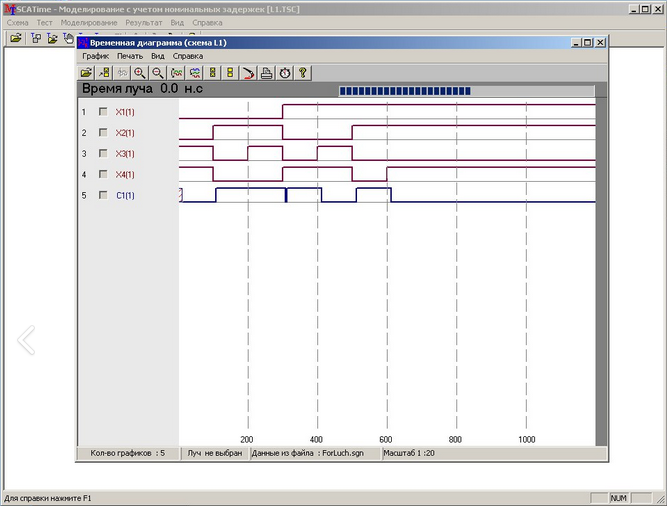 SCATime - Моделирование с учетом номинальных задержек [L1.TSC]
Схема Тест Моделирование Результат Вид Справка
Временная диаграмма (схема L1)
График Печать Вид Справка
Время луча 0.0 н.с
1 X1(1)
2 X2(1)
3 X3(1)
4 X4(1)
5 C1(1)
200 400 600 800 1000
Кол-во графиков : 5 Луч не выбран Данные из файла : ForLuch.sgn Масштаб 1 :20
Для справки нажмите F1 NUM